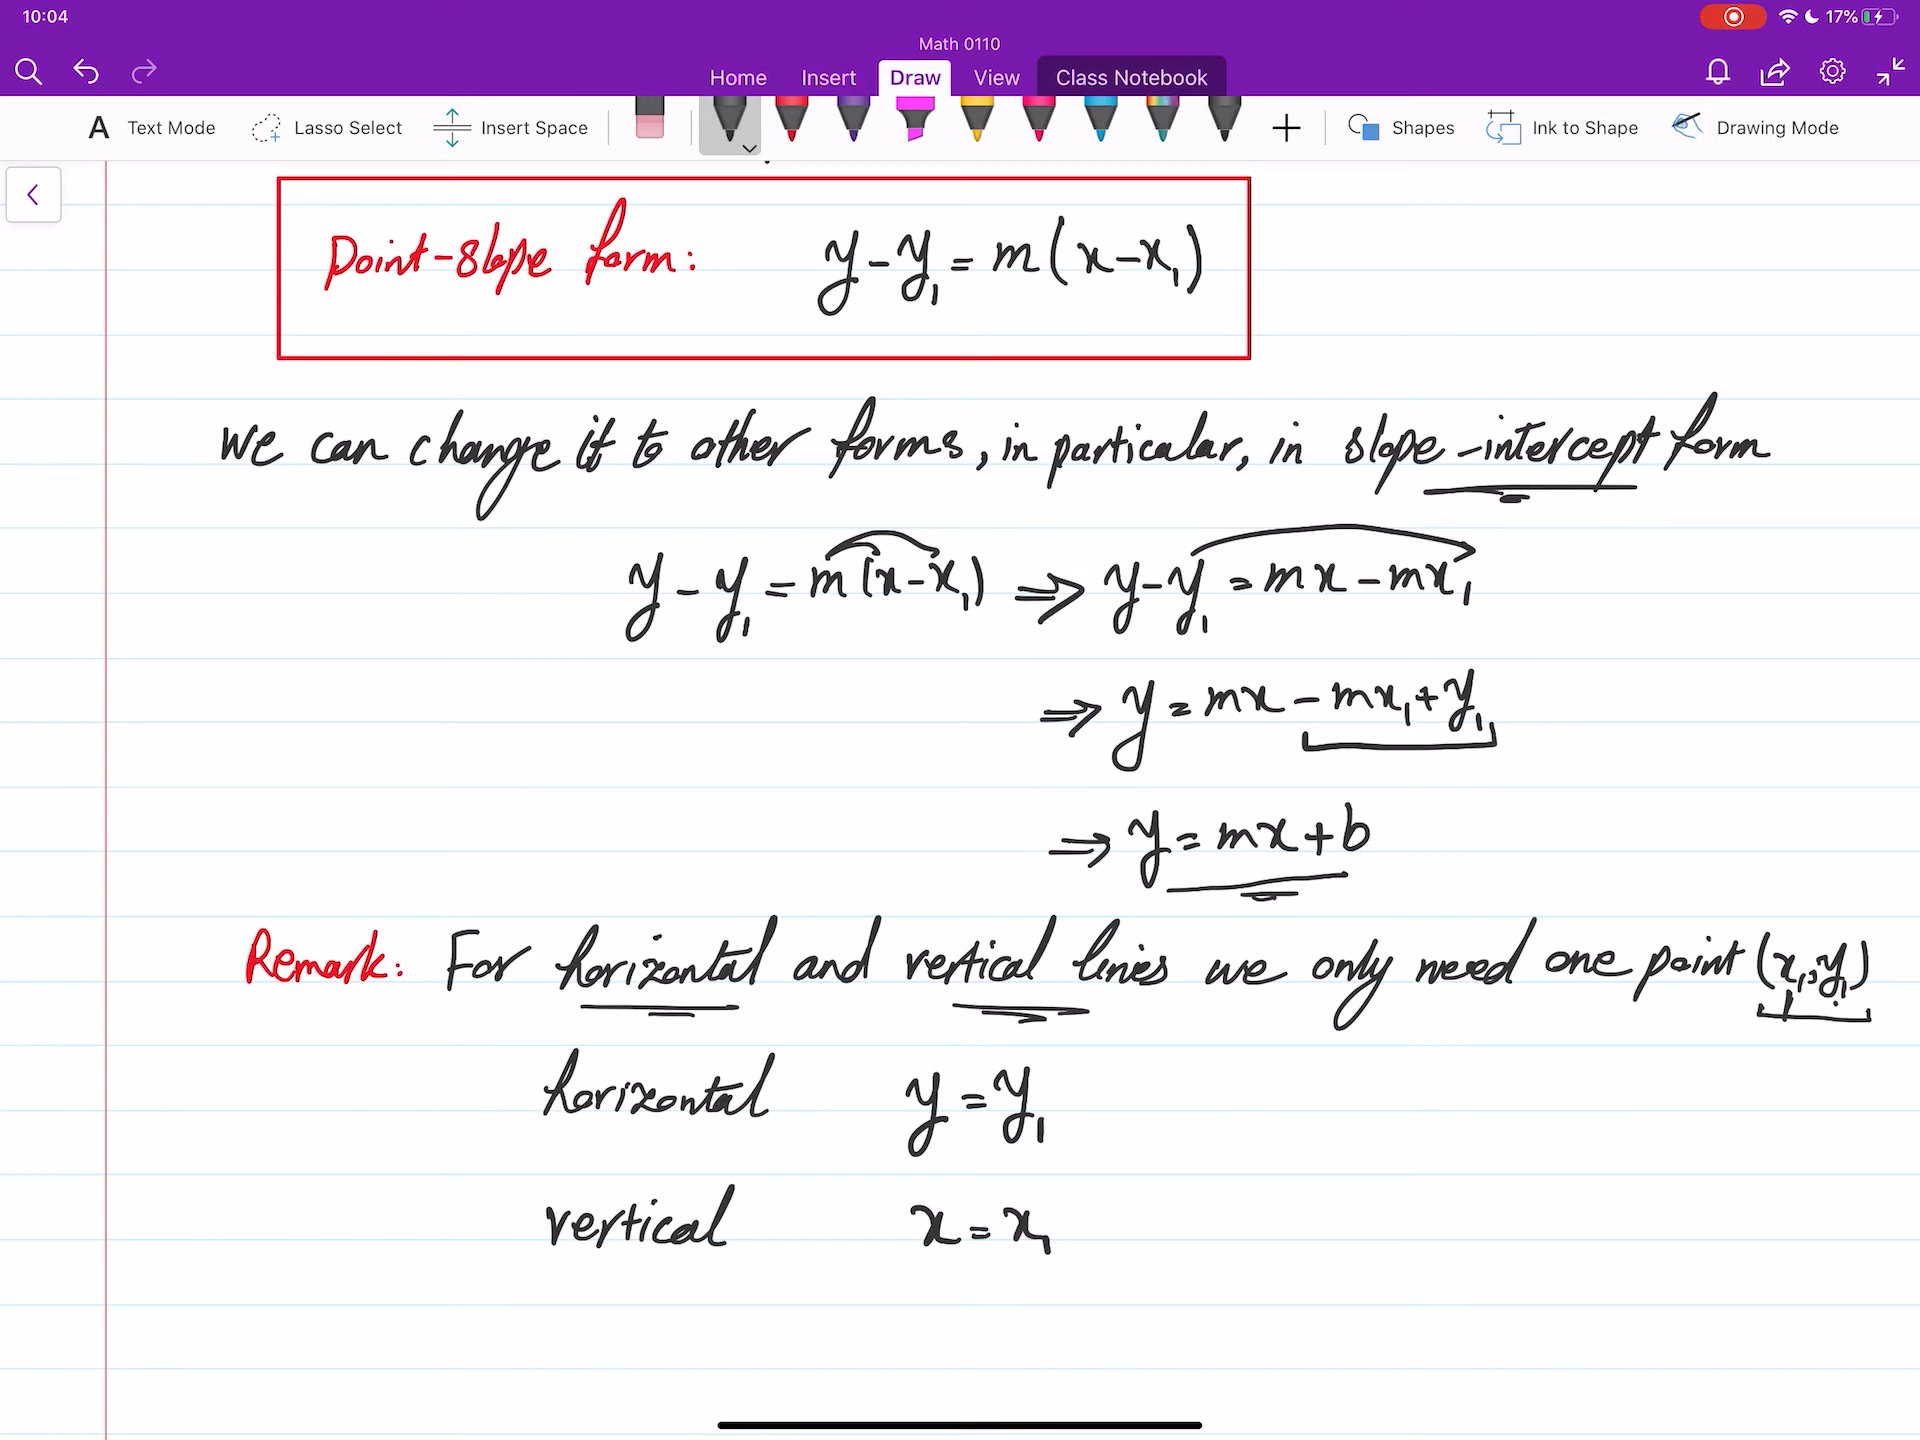 10:04
17%
Math 0110
Home Insert Draw View Class Notebook
A Text Mode Lasso Select Insert Space Shapes Ink to Shape Drawing Mode
Point-slope form: y - y₁ = m(x - x₁)
We can change it to other forms, in particular, in slope-intercept form
y - y₁ = m(x - x₁) ⇒ y - y₁ = mx - mx₁
⇒ y = mx - mx₁ + y₁
⇒ y = mx + b
Remark: For horizontal and vertical lines we only need one point (x₁, y₁)
horizontal y = y₁
vertical x = x₁